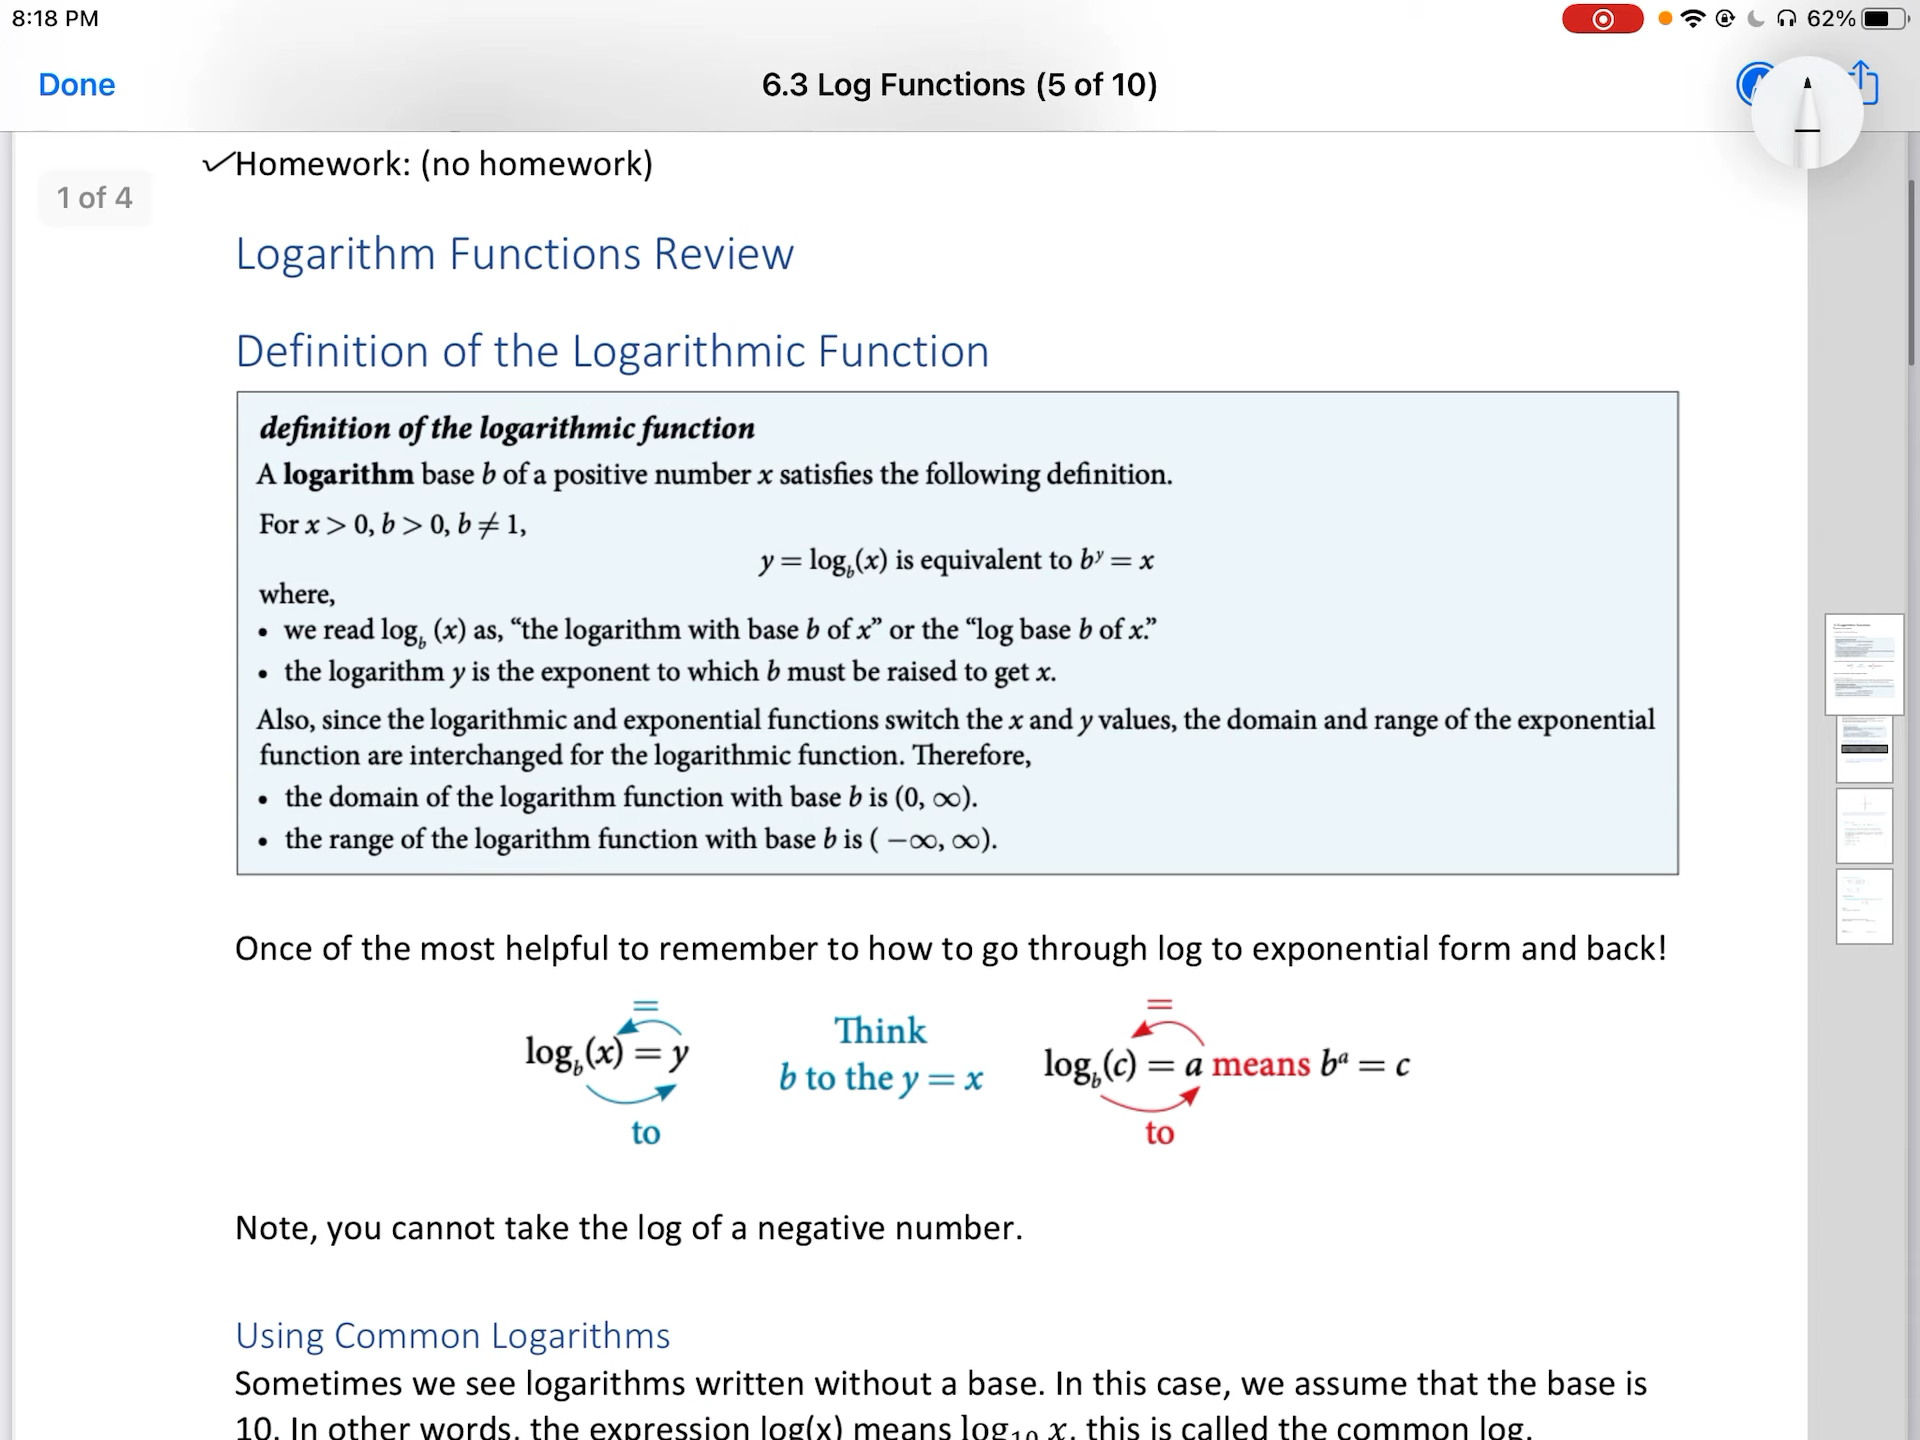 8:18 PM
62%
Done
6.3 Log Functions (5 of 10)
1 of 4
✓Homework: (no homework)
Logarithm Functions Review
Definition of the Logarithmic Function
definition of the logarithmic function
A logarithm base b of a positive number x satisfies the following definition.
For x > 0, b > 0, b ≠ 1,
y = log_b(x) is equivalent to b^y = x
where,
• we read log_b (x) as, “the logarithm with base b of x” or the “log base b of x.”
• the logarithm y is the exponent to which b must be raised to get x.
Also, since the logarithmic and exponential functions switch the x and y values, the domain and range of the exponential
function are interchanged for the logarithmic function. Therefore,
• the domain of the logarithm function with base b is (0, ∞).
• the range of the logarithm function with base b is ( −∞, ∞).
Once of the most helpful to remember to how to go through log to exponential form and back!
=
log_b(x) = y
to
Think
b to the y = x
=
log_b(c) = a means b^a = c
to
Note, you cannot take the log of a negative number.
Using Common Logarithms
Sometimes we see logarithms written without a base. In this case, we assume that the base is
10. In other words, the expression log(x) means log₁₀ x, this is called the common log.